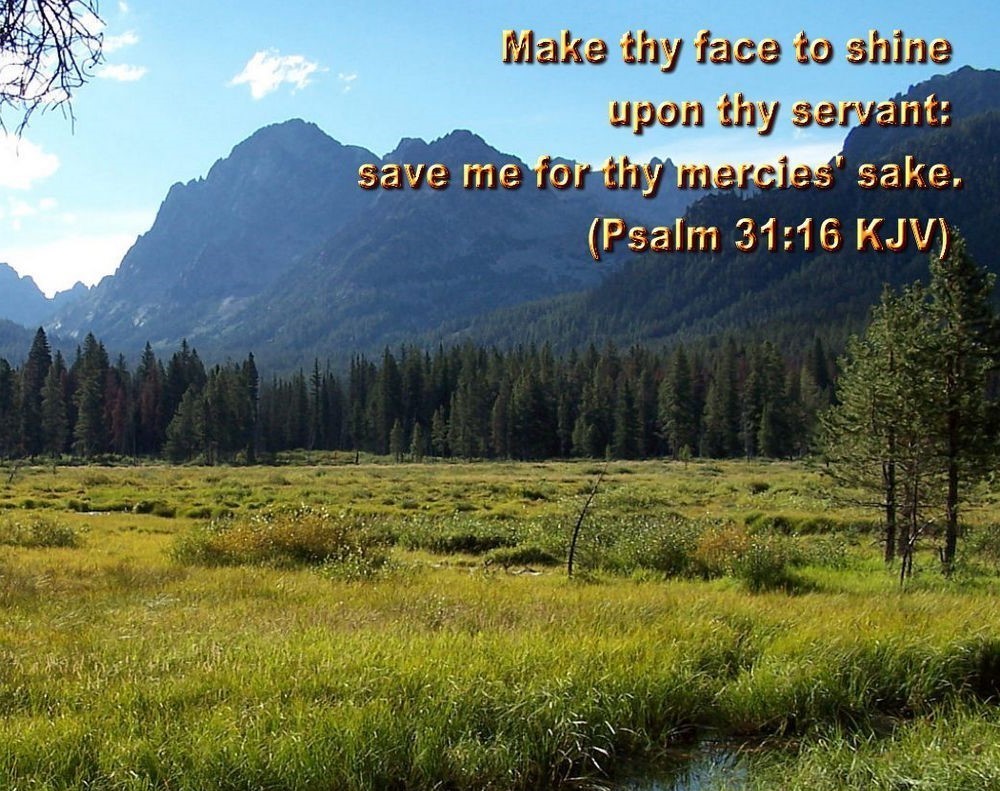 Make thy face to shine
upon thy servant:
save me for thy mercies' sake.
(Psalm 31:16 KJV)